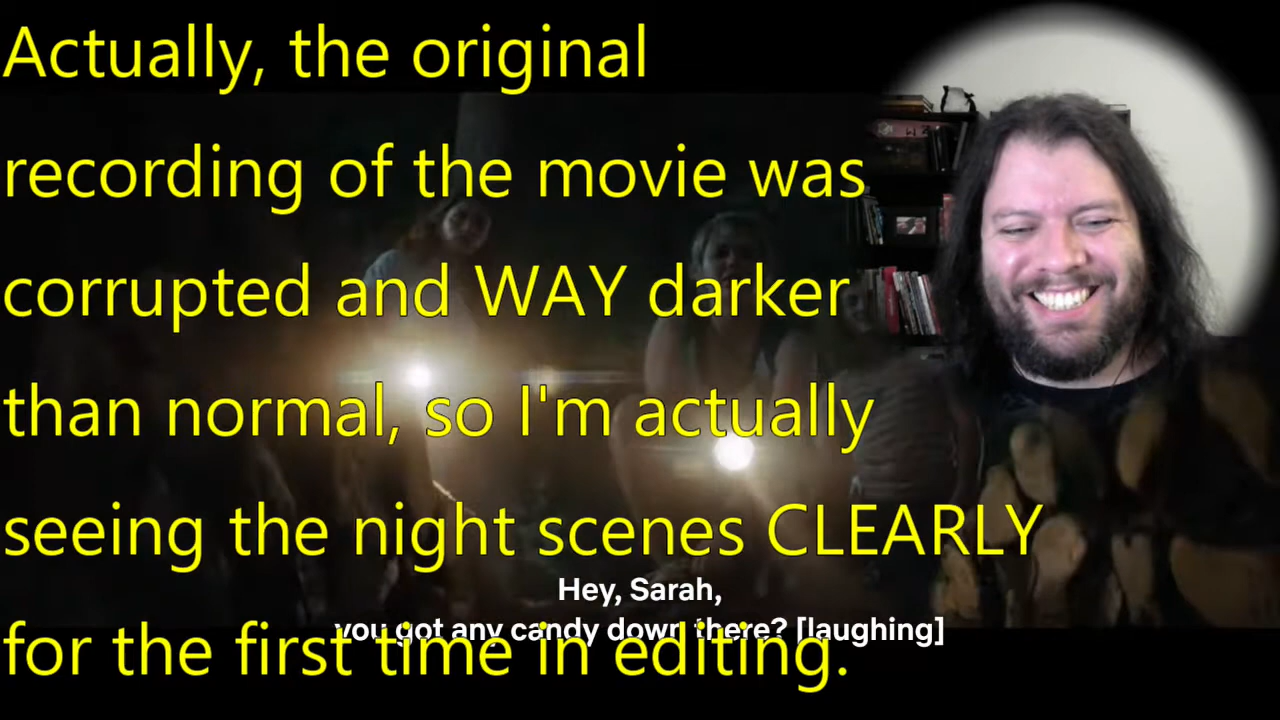 Actually, the original
recording of the movie was
corrupted and WAY darker
than normal, so I'm actually
seeing the night scenes CLEARLY
Hey, Sarah,
you got any candy down there? [laughing]
for the first time in editing.